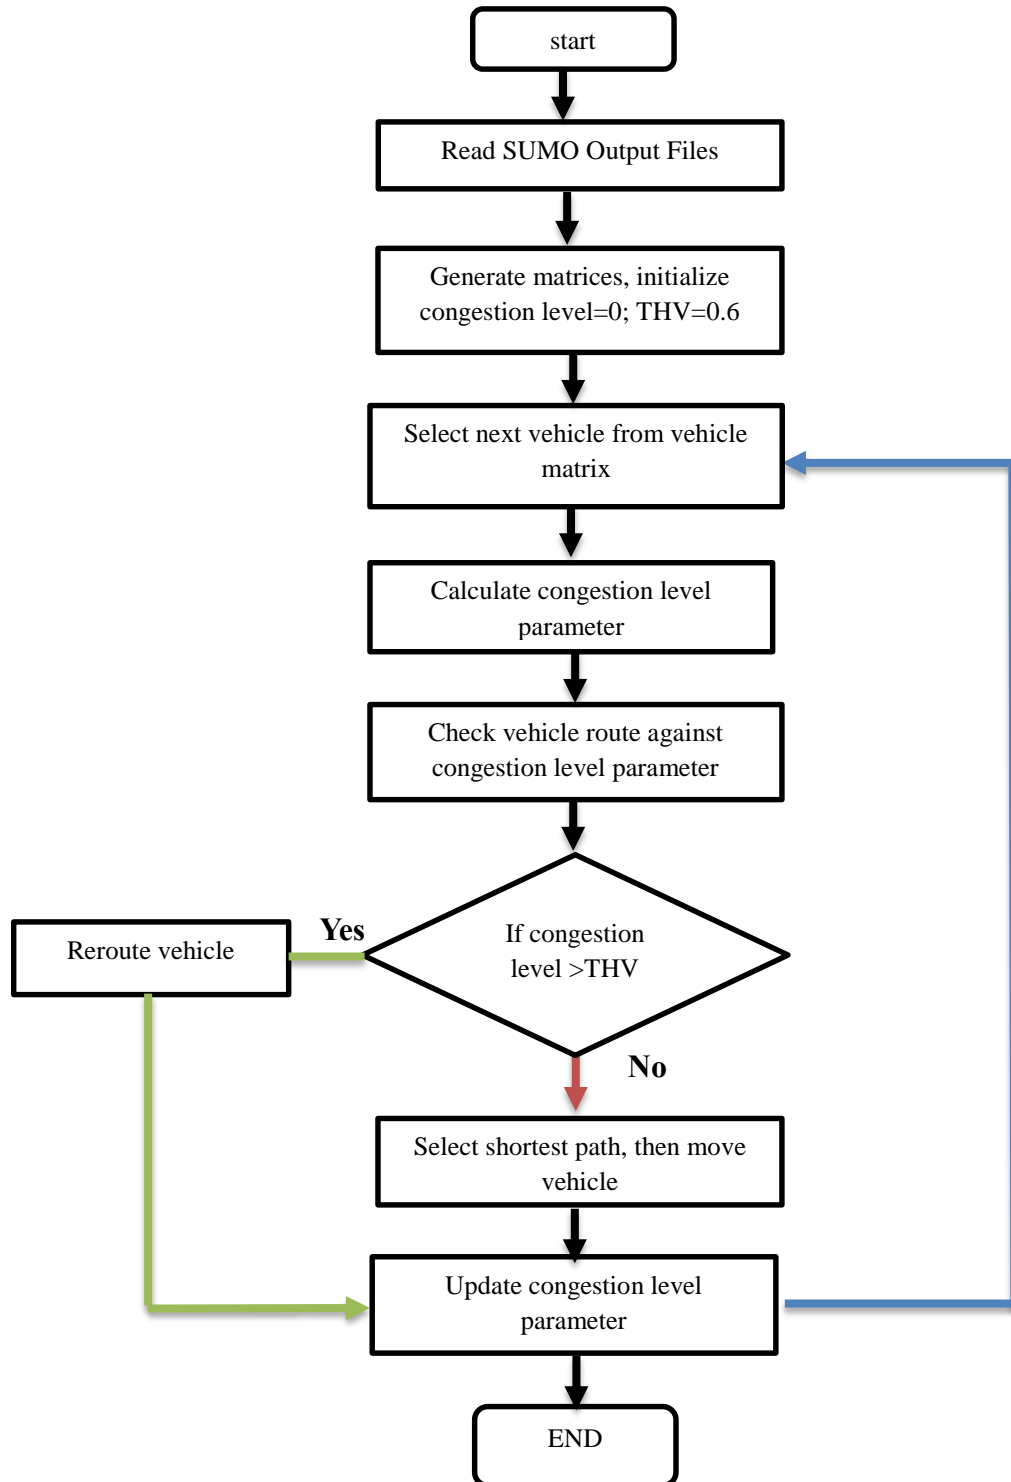 start
Read SUMO Output Files
Generate matrices, initialize
congestion level=0; THV=0.6
Select next vehicle from vehicle
matrix
Calculate congestion level
parameter
Check vehicle route against
congestion level parameter
If congestion
level >THV
Yes
Reroute vehicle
No
Select shortest path, then move
vehicle
Update congestion level
parameter
END